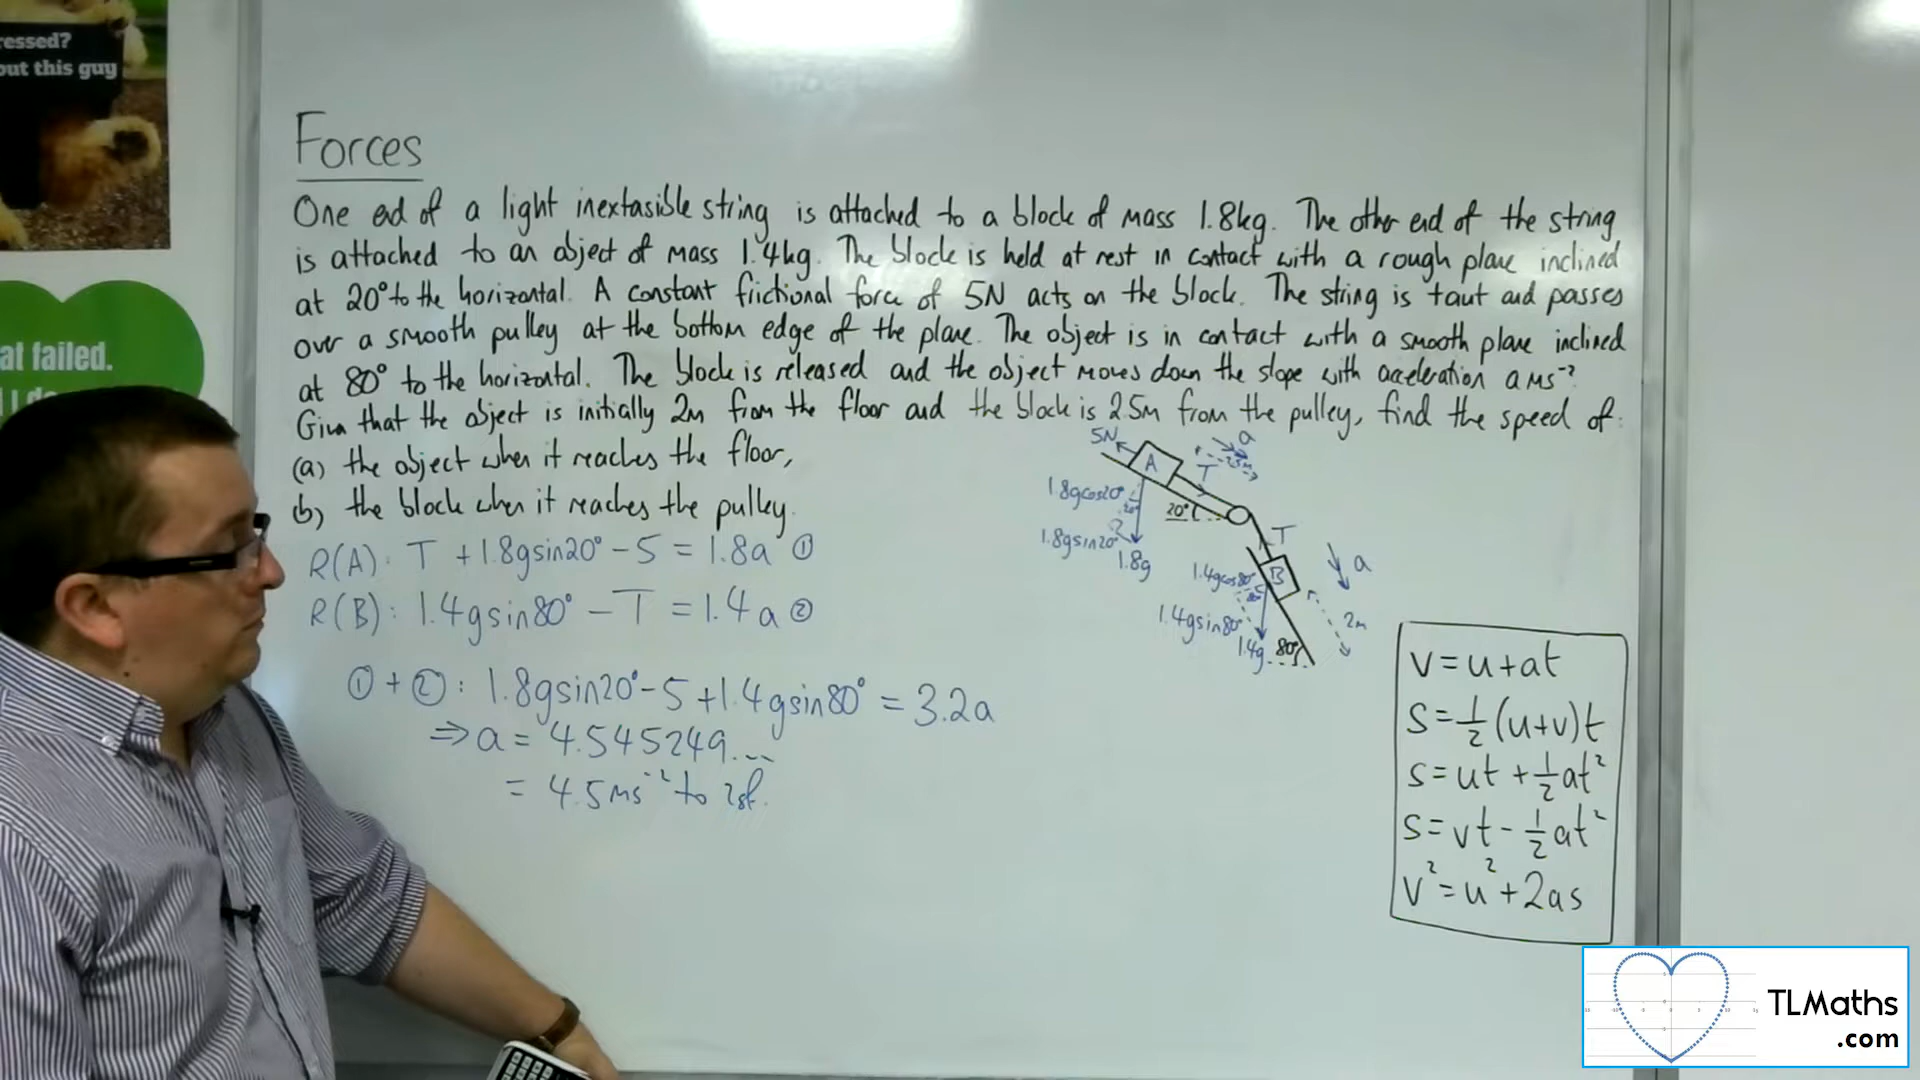 ressed?
out this guy
at failed.
I do
Forces
One end of a light inextensible string is attached to a block of mass 1.8kg. The other end of the string
is attached to an object of mass 1.4kg. The block is held at rest in contact with a rough plane inclined
at 20° to the horizontal. A constant frictional force of 5N acts on the block. The string is taut and passes
over a smooth pulley at the bottom edge of the plane. The object is in contact with a smooth plane inclined
at 80° to the horizontal. The block is released and the object moves down the slope with acceleration a ms⁻².
Given that the object is initially 2m from the floor and the block is 2.5m from the pulley, find the speed of:
(a) the object when it reaches the floor,
(b) the block when it reaches the pulley.
R(A): T + 1.8gsin20° - 5 = 1.8a ①
R(B): 1.4gsin80° - T = 1.4a ②
① + ②: 1.8gsin20° - 5 + 1.4gsin80° = 3.2a
⇒ a = 4.545249...
= 4.5ms⁻² to 2sf.
5N
A
a
2.5m
T
1.8gcos20°
20°
20°
1.8gsin20°
1.8g
T
B
a
1.4gcos80°
80°
1.4gsin80°
1.4g
80°
2m
v = u + at
s = ½(u+v)t
s = ut + ½at²
s = vt - ½at²
v² = u² + 2as
TLMaths
.com